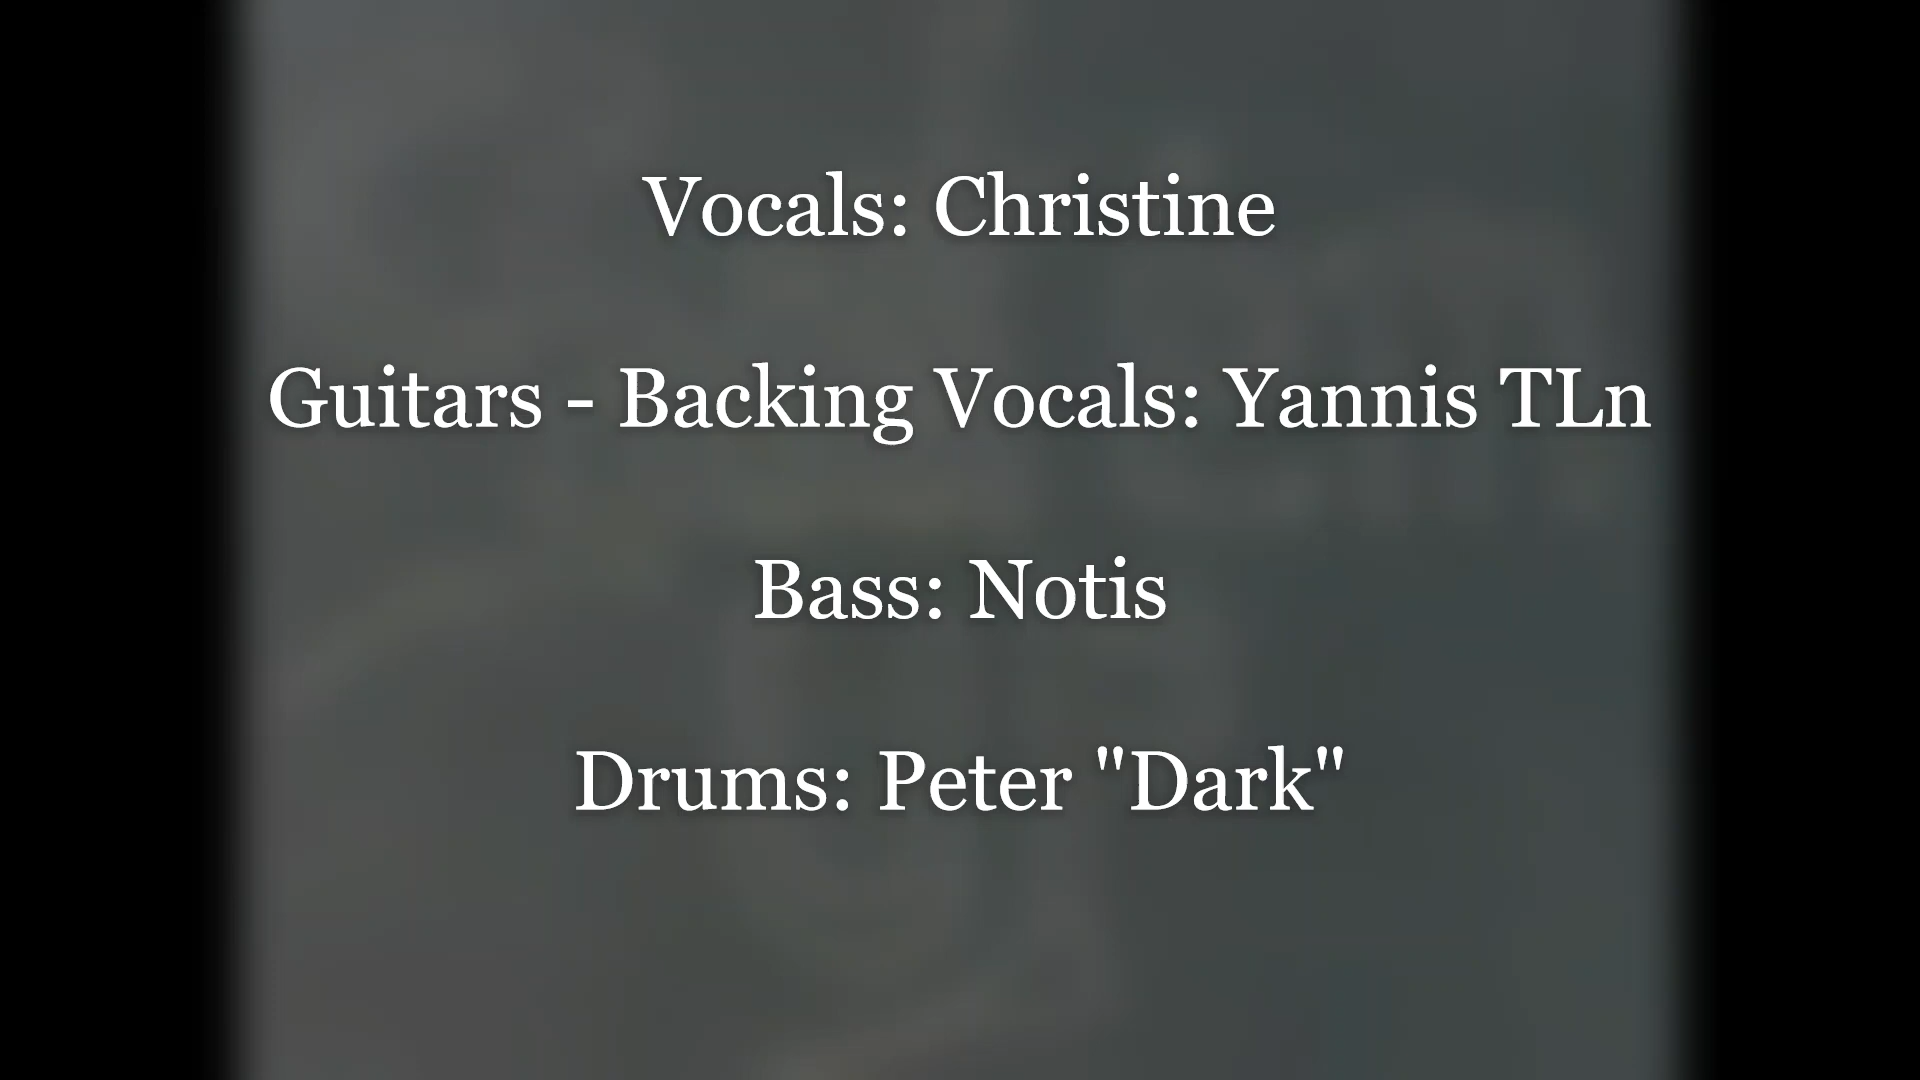 Vocals: Christine
Guitars - Backing Vocals: Yannis TLn
Bass: Notis
Drums: Peter "Dark"